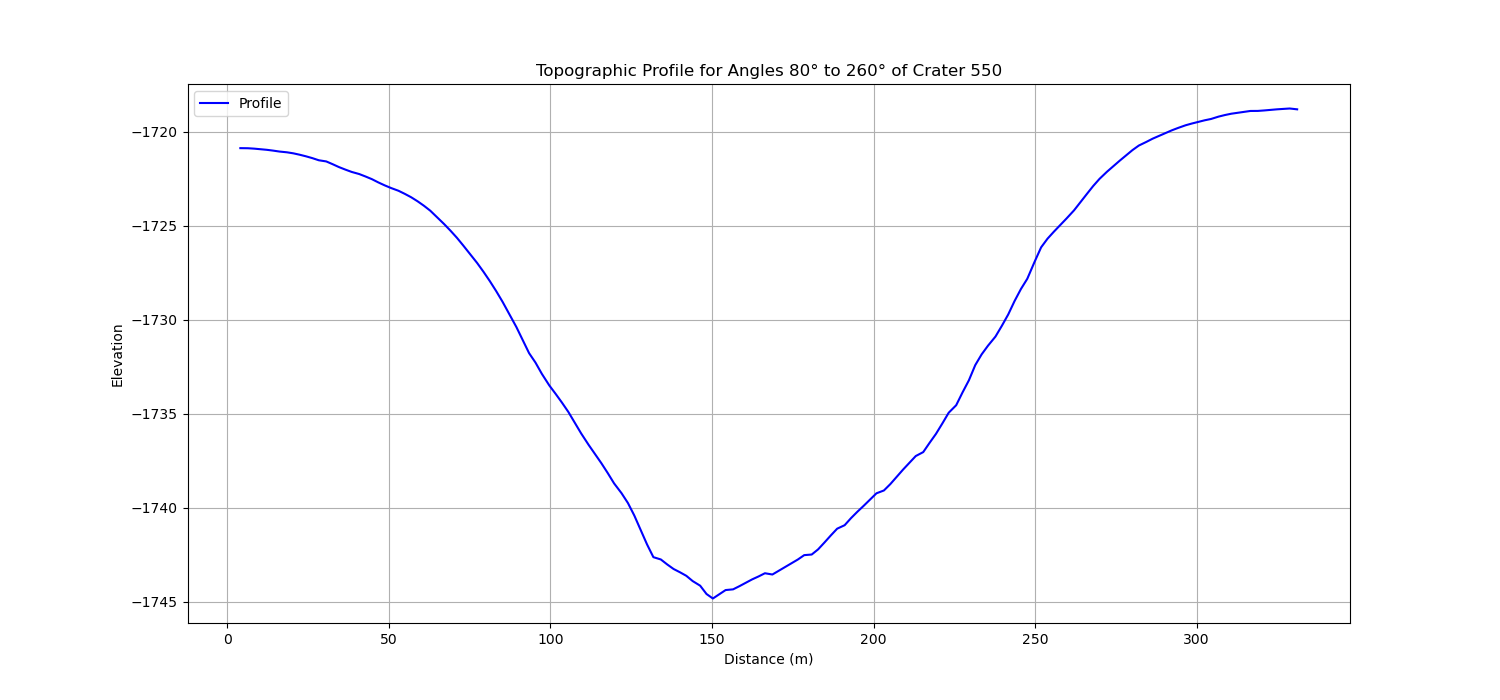 Topographic Profile for Angles 80° to 260° of Crater 550
Profile
−1720
−1725
−1730
−1735
−1740
−1745
Elevation
0 50 100 150 200 250 300
Distance (m)